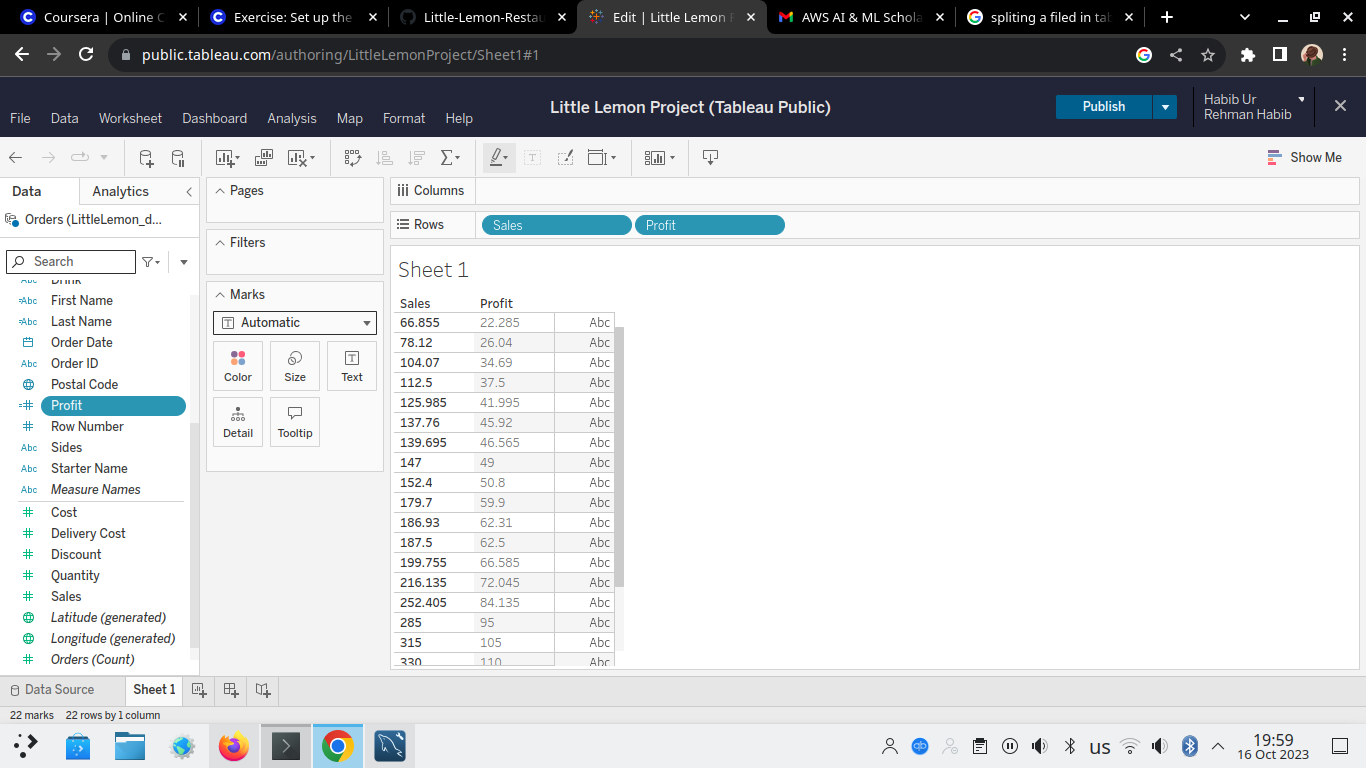 Coursera | Online C
Exercise: Set up the
Little-Lemon-Restau
Edit | Little Lemon P
AWS AI & ML Schola
spliting a filed in tab
public.tableau.com/authoring/LittleLemonProject/Sheet1#1
Little Lemon Project (Tableau Public)
Publish
Habib Ur
Rehman Habib
File Data Worksheet Dashboard Analysis Map Format Help
Show Me
Data Analytics
Orders (LittleLemon_d...
Search
Drink
Abc First Name
Abc Last Name
Order Date
Abc Order ID
Postal Code
Profit
Row Number
Abc Sides
Abc Starter Name
Abc Measure Names
Cost
Delivery Cost
Discount
Quantity
Sales
Latitude (generated)
Longitude (generated)
Orders (Count)
Pages
Filters
Marks
Automatic
Color Size Text
Detail Tooltip
Columns
Rows Sales Profit
Sheet 1
Sales Profit
66.855 22.285 Abc
78.12 26.04 Abc
104.07 34.69 Abc
112.5 37.5 Abc
125.985 41.995 Abc
137.76 45.92 Abc
139.695 46.565 Abc
147 49 Abc
152.4 50.8 Abc
179.7 59.9 Abc
186.93 62.31 Abc
187.5 62.5 Abc
199.755 66.585 Abc
216.135 72.045 Abc
252.405 84.135 Abc
285 95 Abc
315 105 Abc
330 110 Abc
Data Source Sheet 1
22 marks 22 rows by 1 column
us
19:59
16 Oct 2023